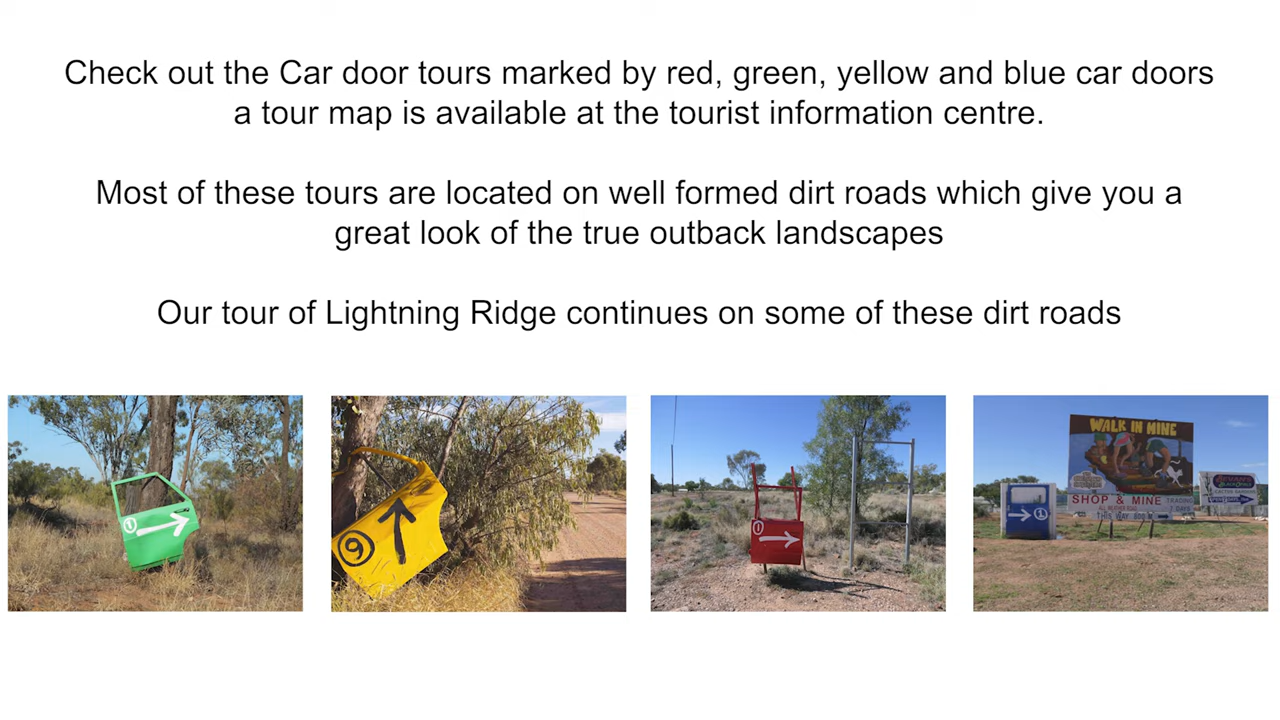 Check out the Car door tours marked by red, green, yellow and blue car doors
a tour map is available at the tourist information centre.
Most of these tours are located on well formed dirt roads which give you a
great look of the true outback landscapes
Our tour of Lightning Ridge continues on some of these dirt roads
1
9
1
WALK IN MINE
SHOP & MINE
THIS WAY
1